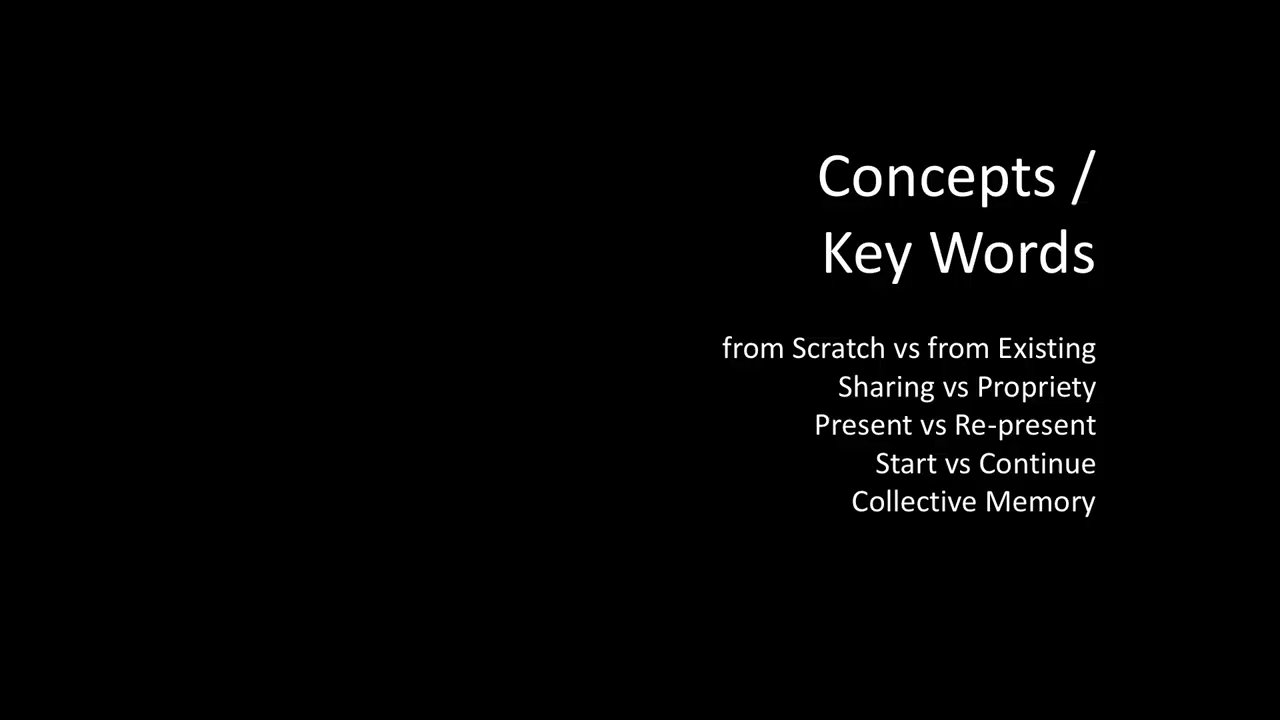 Concepts /
Key Words
from Scratch vs from Existing
Sharing vs Propriety
Present vs Re-present
Start vs Continue
Collective Memory